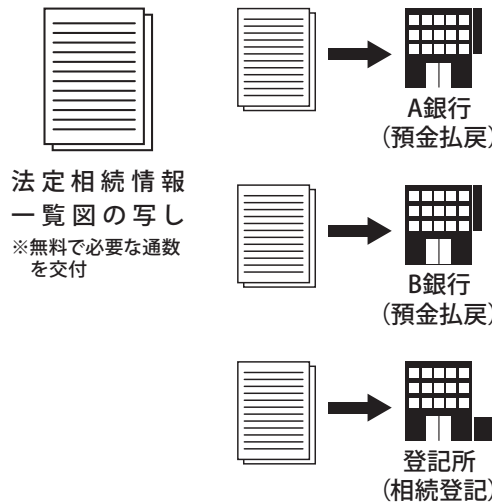 法定相続情報
一覧図の写し
※無料で必要な通数
を交付
A銀行
(預金払戻)
B銀行
(預金払戻)
登記所
(相続登記)